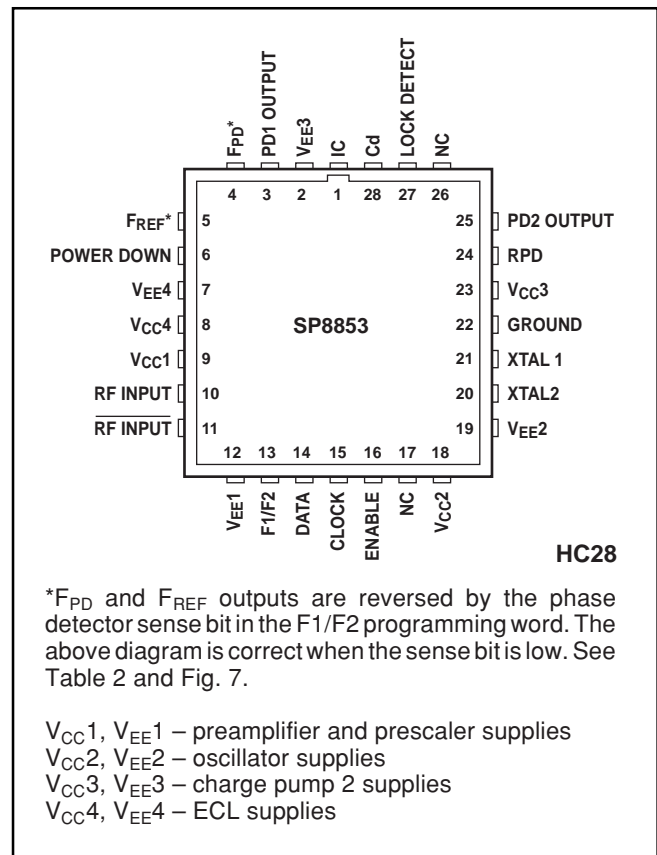 FPD*
PD1 OUTPUT
VEE3
IC
Cd
LOCK DETECT
NC
4 3 2 1 28 27 26
FREF* 5
POWER DOWN 6
VEE4 7
VCC4 8
VCC1 9
RF INPUT 10
RF INPUT 11
SP8853
25 PD2 OUTPUT
24 RPD
23 VCC3
22 GROUND
21 XTAL 1
20 XTAL2
19 VEE2
12 13 14 15 16 17 18
VEE1
F1/F2
DATA
CLOCK
ENABLE
NC
VCC2
HC28
*FPD and FREF outputs are reversed by the phase
detector sense bit in the F1/F2 programming word. The
above diagram is correct when the sense bit is low. See
Table 2 and Fig. 7.
VCC1, VEE1 – preamplifier and prescaler supplies
VCC2, VEE2 – oscillator supplies
VCC3, VEE3 – charge pump 2 supplies
VCC4, VEE4 – ECL supplies